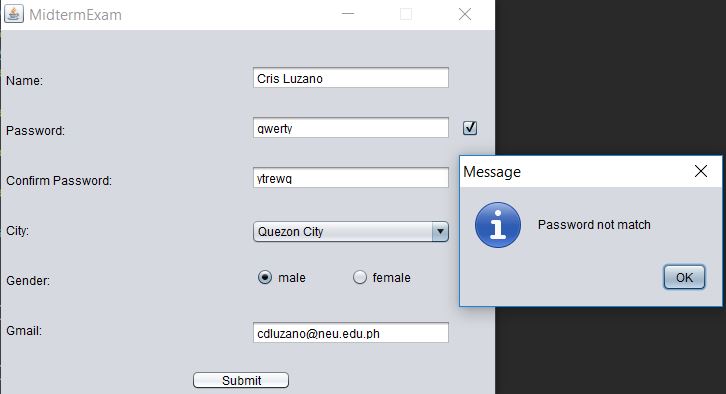 MidtermExam
Name: Cris Luzano
Password: qwerty
Confirm Password: ytrewq
City: Quezon City
Gender: male female
Gmail: cdluzano@neu.edu.ph
Submit
Message
Password not match
OK